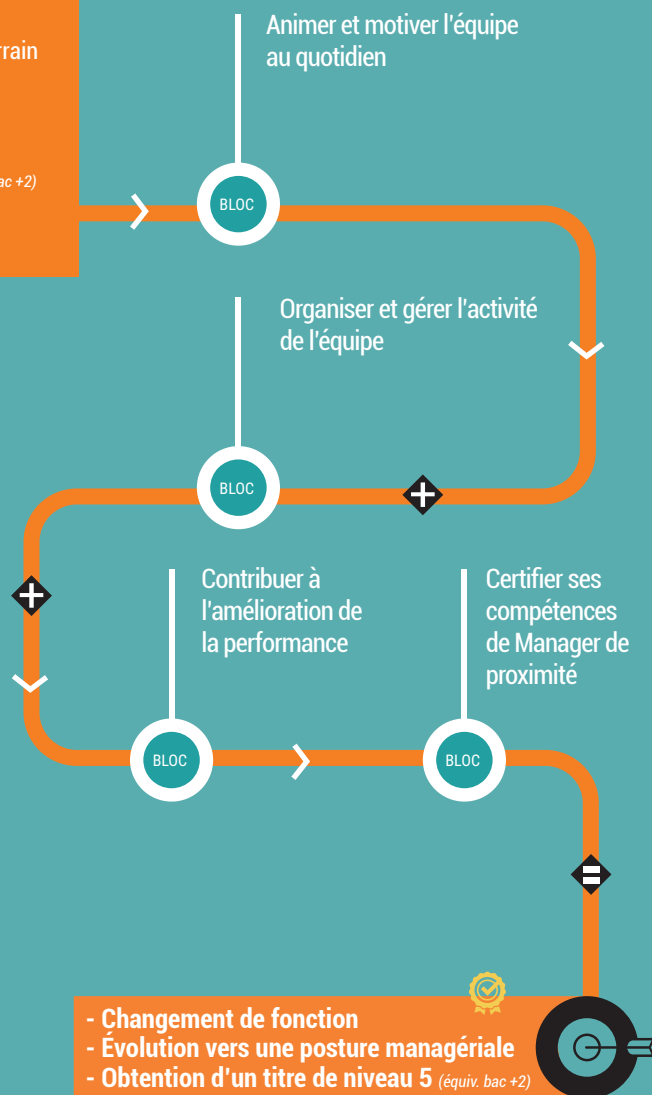 Animer et motiver l'équipe
au quotidien
bac +2)
BLOC
Organiser et gérer l'activité
de l'équipe
BLOC
Contribuer à
l'amélioration de
la performance
Certifier ses
compétences
de Manager de
proximité
BLOC
BLOC
- Changement de fonction
- Évolution vers une posture managériale
- Obtention d'un titre de niveau 5 (équiv. bac +2)